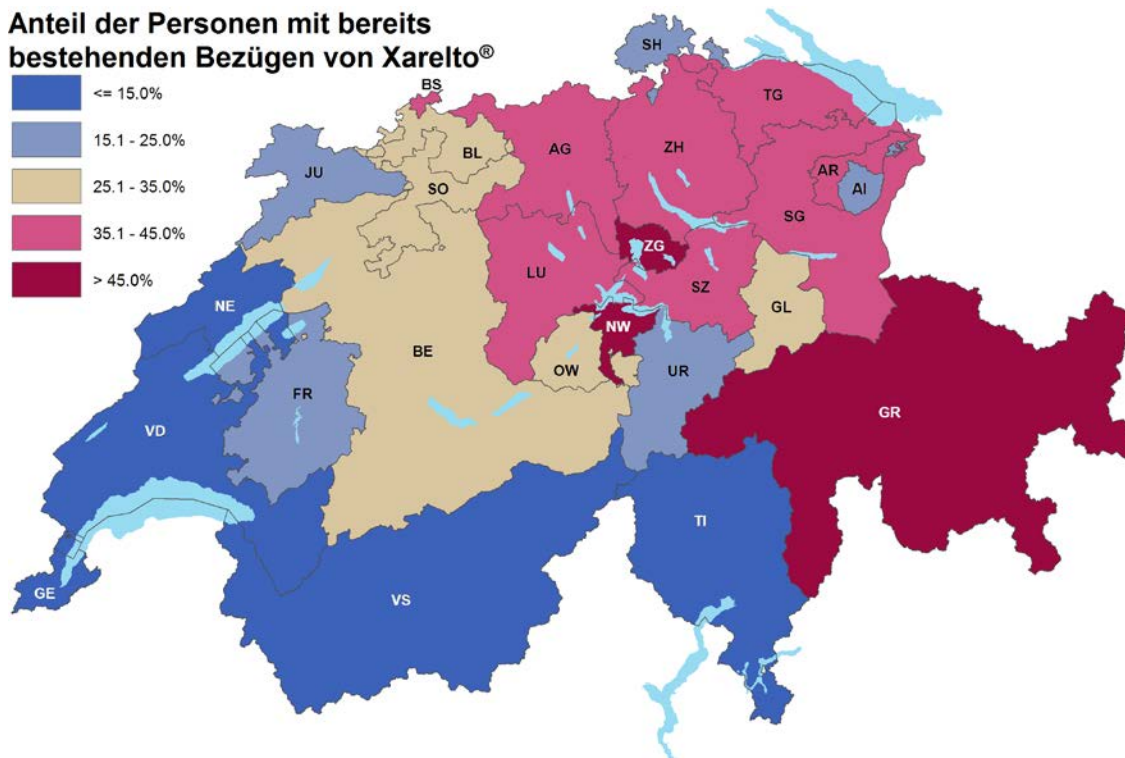 Anteil der Personen mit bereits
bestehenden Bezügen von Xarelto®
<= 15.0%
15.1 - 25.0%
25.1 - 35.0%
35.1 - 45.0%
> 45.0%
SH
BS
TG
BL
AG
ZH
JU
SO
AR
AI
SG
ZG
LU
SZ
NE
GL
NW
BE
OW
UR
FR
GR
VD
TI
GE
VS